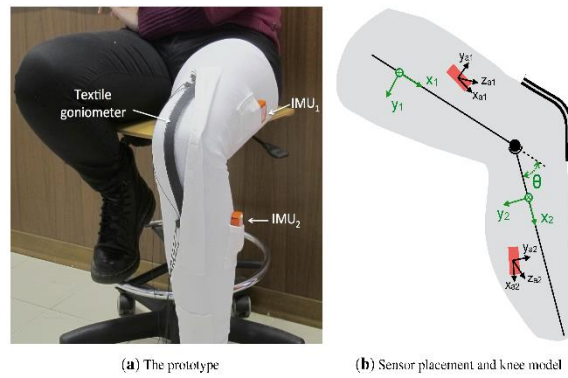 Textile
goniometer
IMU₁
IMU₂
yₐ₁
zₐ₁
xₐ₁
x₁
y₁
θ
y₂
x₂
yₐ₂
zₐ₂
xₐ₂
(a) The prototype
(b) Sensor placement and knee model